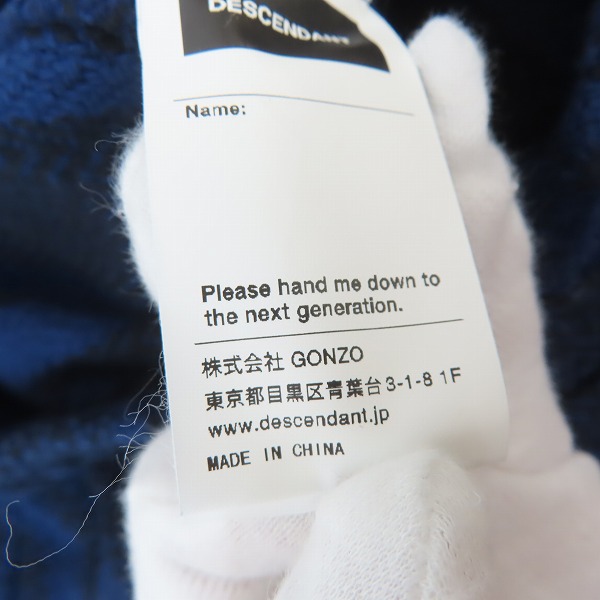 DESCENDANT
Name:
Please hand me down to
the next generation.
株式会社 GONZO
東京都目黒区青葉台3-1-8 1F
www.descendant.jp
MADE IN CHINA